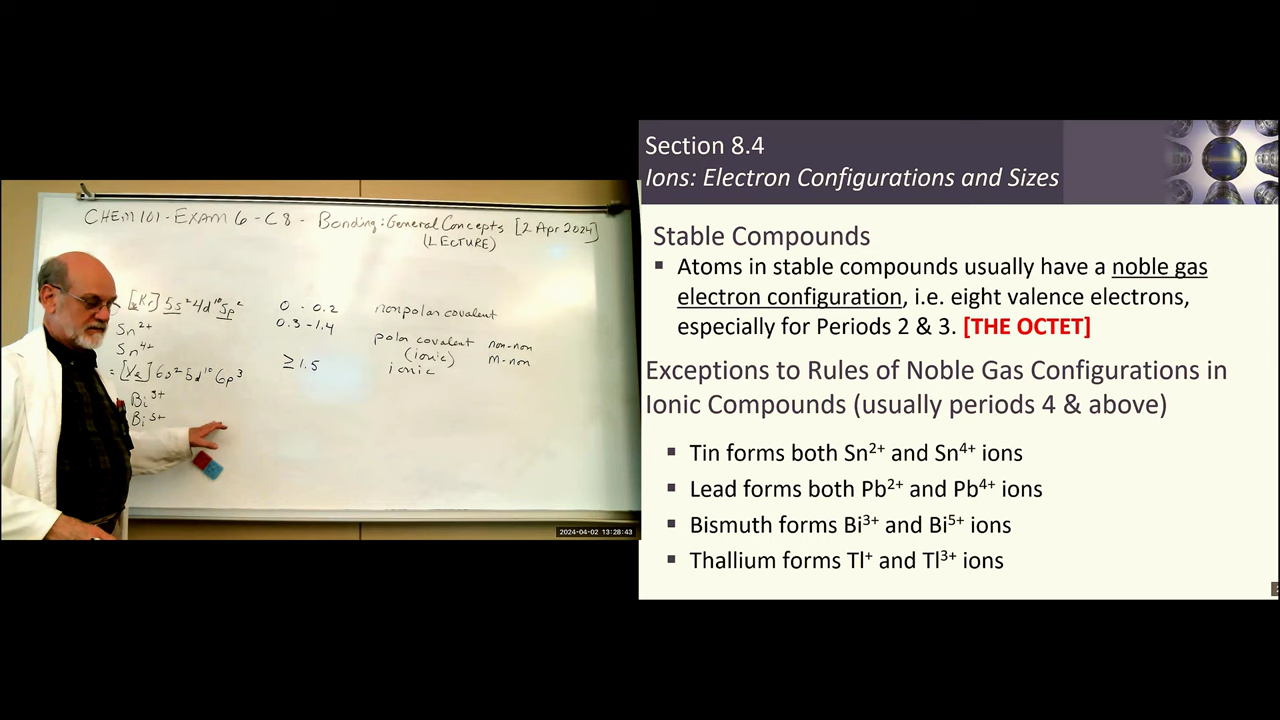 CHEM 101 - EXAM 6 - C8 - Bonding: General Concepts [2 Apr 2024]
(LECTURE)
[Kr] 5s² 4d¹⁰ 5p²
Sn²⁺
Sn⁴⁺
= [Xe] 6s² 5d¹⁰ 6p³
Bi³⁺
Bi⁵⁺
0 - 0.2 nonpolar covalent
0.3 - 1.4 polar covalent non-non
(ionic) M-non
≥ 1.5 ionic
2024-04-02 13:28:43
Section 8.4
Ions: Electron Configurations and Sizes
Stable Compounds
▪ Atoms in stable compounds usually have a noble gas
electron configuration, i.e. eight valence electrons,
especially for Periods 2 & 3. [THE OCTET]
Exceptions to Rules of Noble Gas Configurations in
Ionic Compounds (usually periods 4 & above)
▪ Tin forms both Sn²⁺ and Sn⁴⁺ ions
▪ Lead forms both Pb²⁺ and Pb⁴⁺ ions
▪ Bismuth forms Bi³⁺ and Bi⁵⁺ ions
▪ Thallium forms Tl⁺ and Tl³⁺ ions